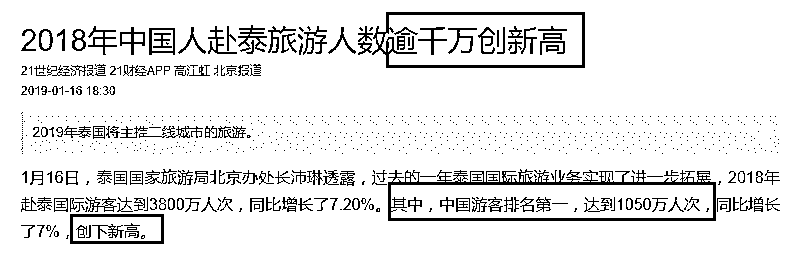 2018年中国人赴泰旅游人数逾千万创新高
21世纪经济报道 21财经APP 高江虹 北京报道
2019-01-16 18:30
2019年泰国将主推二线城市的旅游。
1月16日，泰国国家旅游局北京办处长沛琳透露，过去的一年泰国国际旅游业务实现了进一步拓展，2018年
赴泰国际游客达到3800万人次，同比增长了7.20%。其中，中国游客排名第一，达到1050万人次，同比增长
了7%，创下新高。